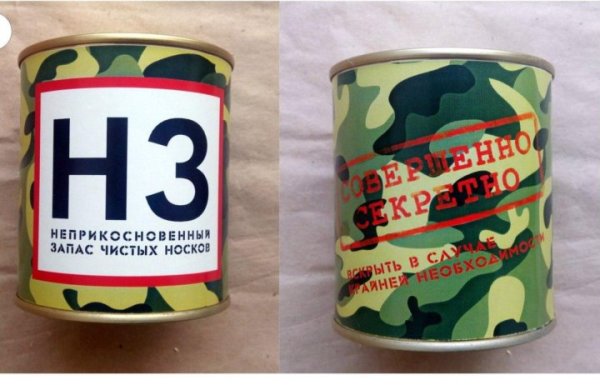 НЗ
НЕПРИКОСНОВЕННЫЙ
ЗАПАС ЧИСТЫХ НОСКОВ
СОВЕРШЕННО
СЕКРЕТНО
ВСКРЫТЬ В СЛУЧАЕ
КРАЙНЕЙ НЕОБХОДИМОСТИ